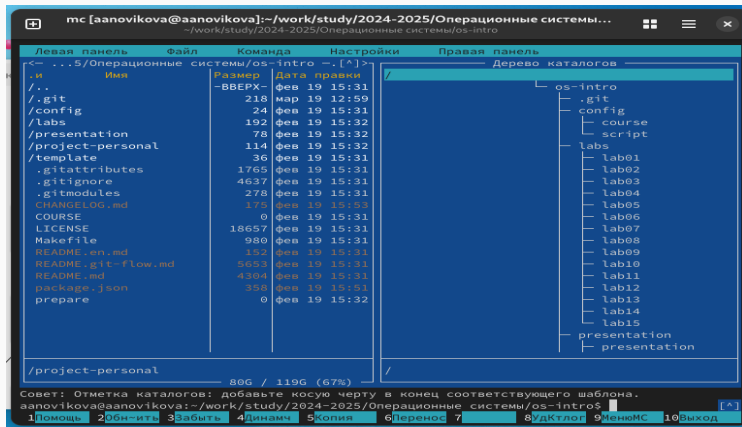 mc [aanovikova@aanovikova]:~/work/study/2024-2025/Операционные системы...
~/work/study/2024-2025/Операционные системы/os-intro
Левая панель Файл Команда Настройки Правая панель
<— ...5/Операционные системы/os-intro —.[^]>
.и Имя Размер Дата правки
/.. -ВВЕРХ- фев 19 15:31
/.git 218 мар 19 12:59
/config 24 фев 19 15:31
/labs 192 фев 19 15:32
/presentation 78 фев 19 15:32
/project-personal 114 фев 19 15:32
/template 36 фев 19 15:31
.gitattributes 1765 фев 19 15:31
.gitignore 4637 фев 19 15:31
.gitmodules 278 фев 19 15:31
CHANGELOG.md 175 фев 19 15:53
COURSE 0 фев 19 15:31
LICENSE 18657 фев 19 15:31
Makefile 980 фев 19 15:31
README.en.md 152 фев 19 15:31
README.git-flow.md 5653 фев 19 15:31
README.md 4304 фев 19 15:31
package.json 358 фев 19 15:51
prepare 0 фев 19 15:32
/project-personal
80G / 119G (67%)
Дерево каталогов
/
os-intro
.git
config
course
script
labs
lab01
lab02
lab03
lab04
lab05
lab06
lab07
lab08
lab09
lab10
lab11
lab12
lab13
lab14
lab15
presentation
presentation
/
Совет: Отметка каталогов: добавьте косую черту в конец соответствующего шаблона.
aanovikova@aanovikova:~/work/study/2024-2025/Операционные системы/os-intro$ [^]
1Помощь 2Обн~ить 3Забыть 4Динамч 5Копия 6Перенос 7 8УдКтлог 9МенюМС 10Выход